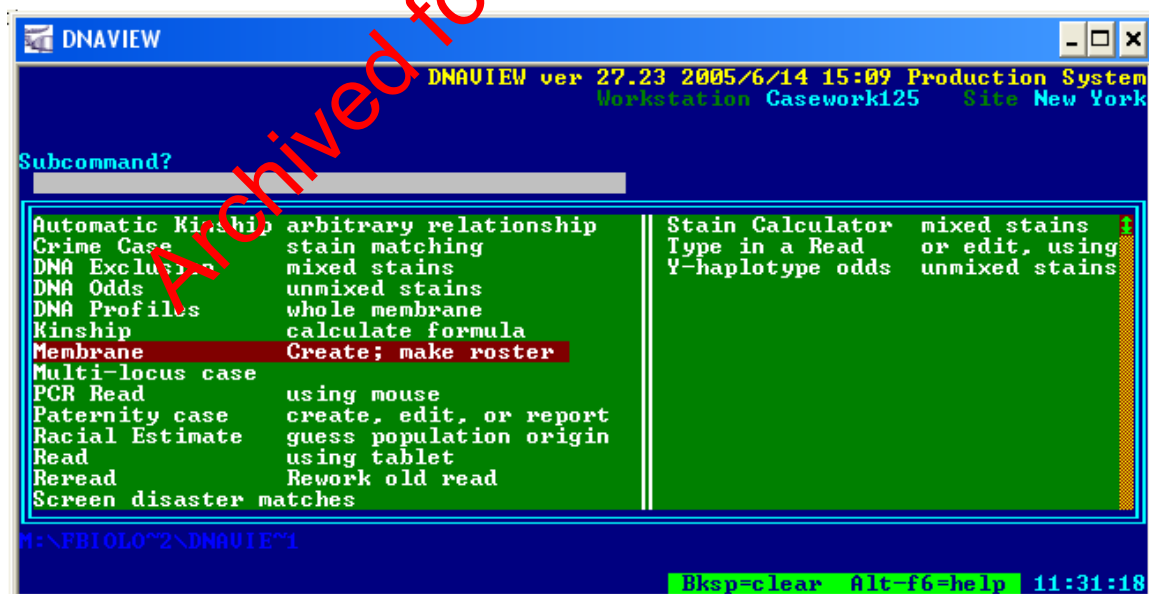 DNAVIEW
DNAVIEW ver 27.23 2005/6/14 15:09 Production System
Workstation Casework125 Site New York
Subcommand?
Automatic Kinship arbitrary relationship
Crime Case stain matching
DNA Exclusion mixed stains
DNA Odds unmixed stains
DNA Profiles whole membrane
Kinship calculate formula
Membrane Create; make roster
Multi-locus case
PCR Read using mouse
Paternity case create, edit, or report
Racial Estimate guess population origin
Read using tablet
Reread Rework old read
Screen disaster matches
Stain Calculator mixed stains
Type in a Read or edit, using
Y-haplotype odds unmixed stains
M:\FBIOLO~2\DNAVIE~1
Bksp=clear Alt-f6=help 11:31:18
Archived fo